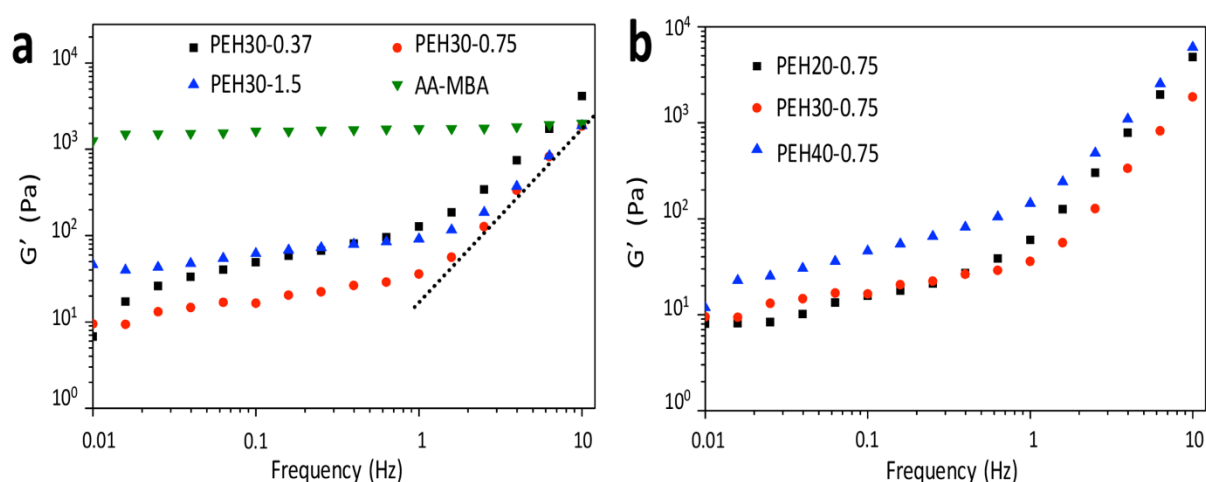 a
PEH30-0.37
PEH30-0.75
PEH30-1.5
AA-MBA
10⁴
10³
10²
10¹
10⁰
G′ (Pa)
0.01
0.1
1
10
Frequency (Hz)
b
PEH20-0.75
PEH30-0.75
PEH40-0.75
10⁴
10³
10²
10¹
10⁰
G′ (Pa)
0.01
0.1
1
10
Frequency (Hz)